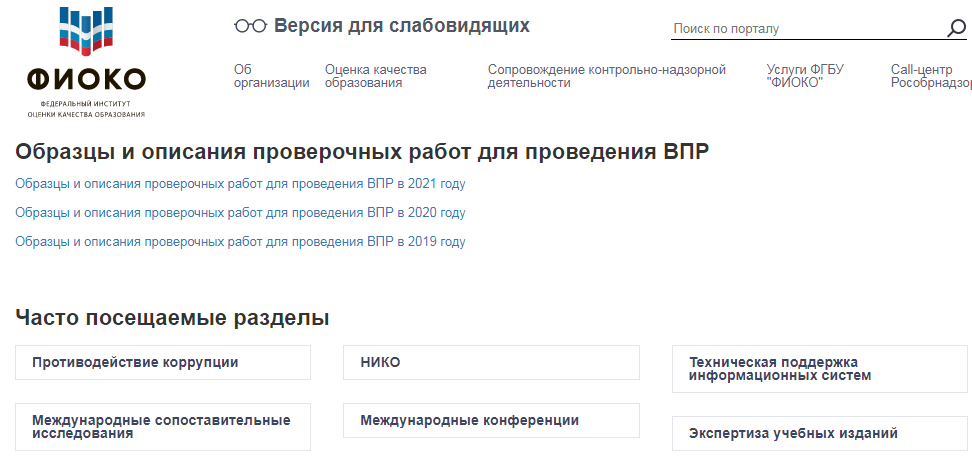 ФИОКО
ФЕДЕРАЛЬНЫЙ ИНСТИТУТ
ОЦЕНКИ КАЧЕСТВА ОБРАЗОВАНИЯ
Версия для слабовидящих
Поиск по порталу
Об
организации
Оценка качества
образования
Сопровождение контрольно-надзорной
деятельности
Услуги ФГБУ
"ФИОКО"
Call-центр
Рособрнадзор
Образцы и описания проверочных работ для проведения ВПР
Образцы и описания проверочных работ для проведения ВПР в 2021 году
Образцы и описания проверочных работ для проведения ВПР в 2020 году
Образцы и описания проверочных работ для проведения ВПР в 2019 году
Часто посещаемые разделы
Противодействие коррупции
НИКО
Техническая поддержка
информационных систем
Международные сопоставительные
исследования
Международные конференции
Экспертиза учебных изданий